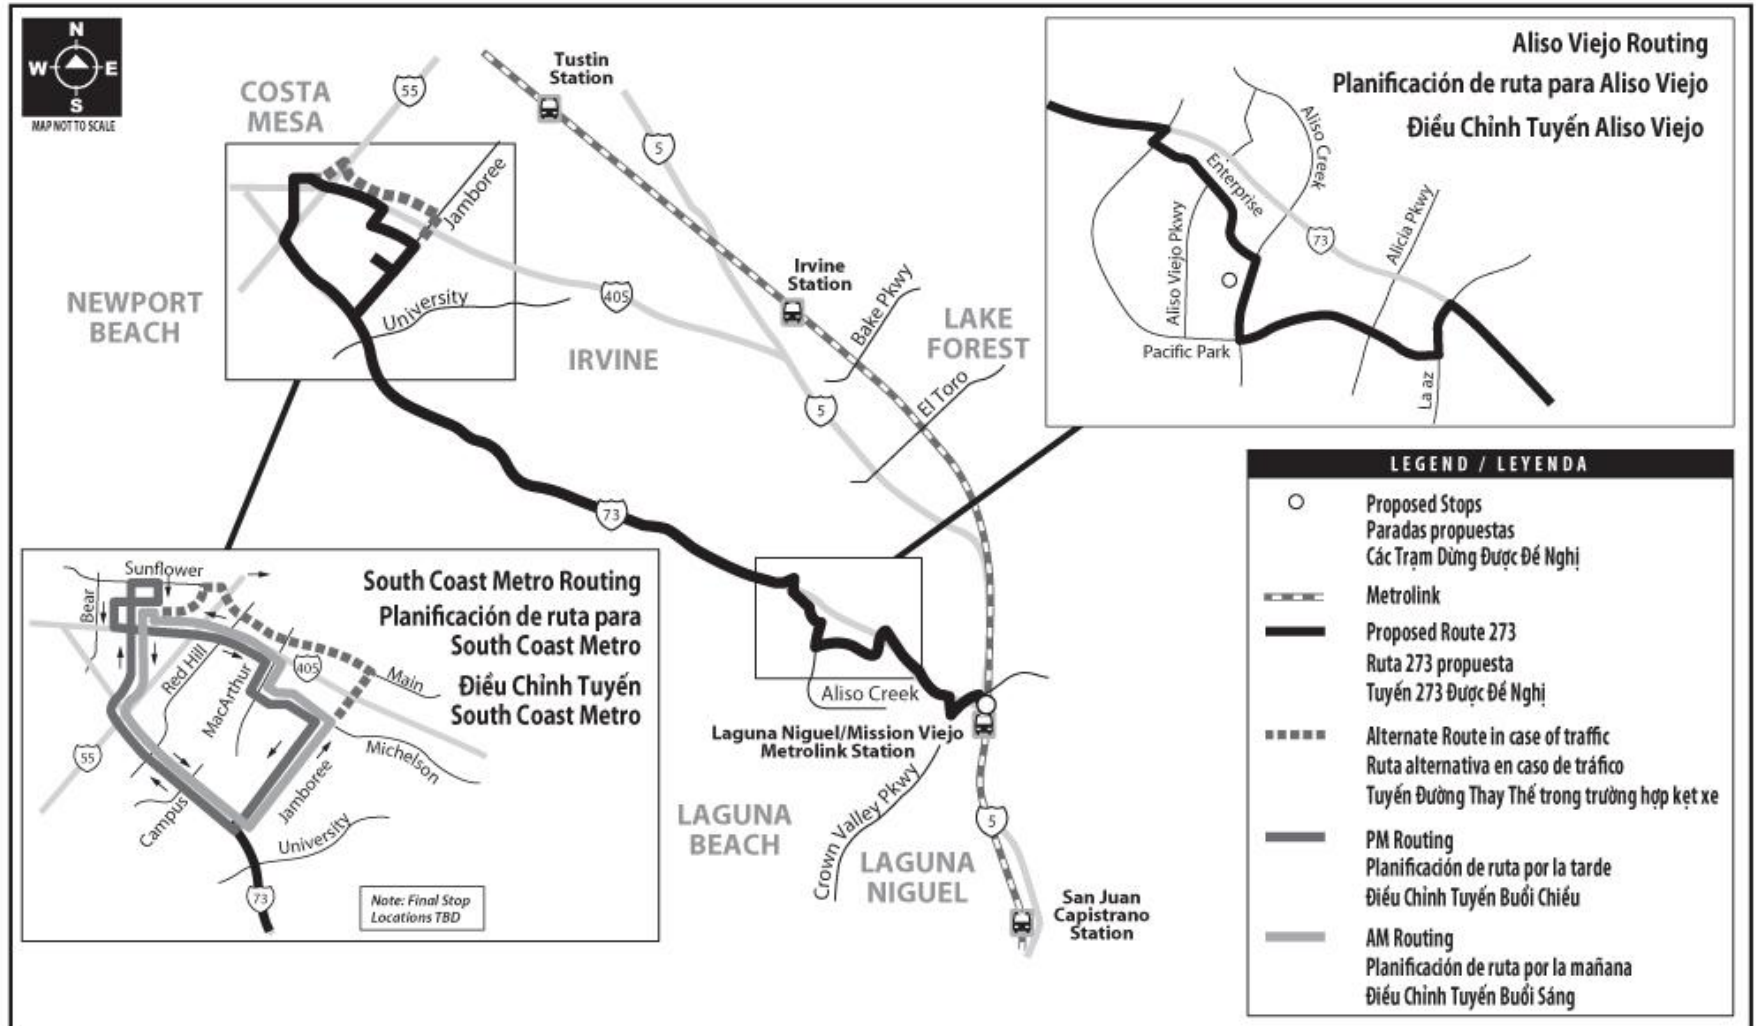 N
W E
S
MAP NOT TO SCALE
COSTA
MESA
55
Tustin
Station
5
Jamboree
NEWPORT
BEACH
University
405
IRVINE
Irvine
Station
Bake Pkwy
LAKE
FOREST
El Toro
5
73
Aliso Creek
Laguna Niguel/Mission Viejo
Metrolink Station
Crown Valley Pkwy
LAGUNA
BEACH
LAGUNA
NIGUEL
5
San Juan
Capistrano
Station
Aliso Viejo Routing
Planificación de ruta para Aliso Viejo
Điều Chỉnh Tuyến Aliso Viejo
Aliso Creek
Enterprise
Aliso Viejo Pkwy
73
Alicia Pkwy
Pacific Park
La az
South Coast Metro Routing
Planificación de ruta para
South Coast Metro
Điều Chỉnh Tuyến
South Coast Metro
Sunflower
Bear
Red Hill
MacArthur
405
Main
Michelson
55
Campus
Jamboree
University
73
Note: Final Stop
Locations TBD
LEGEND / LEYENDA
Proposed Stops
Paradas propuestas
Các Trạm Dừng Được Đề Nghị
Metrolink
Proposed Route 273
Ruta 273 propuesta
Tuyến 273 Được Đề Nghị
Alternate Route in case of traffic
Ruta alternativa en caso de tráfico
Tuyến Đường Thay Thế trong trường hợp kẹt xe
PM Routing
Planificación de ruta por la tarde
Điều Chỉnh Tuyến Buổi Chiều
AM Routing
Planificación de ruta por la mañana
Điều Chỉnh Tuyến Buổi Sáng